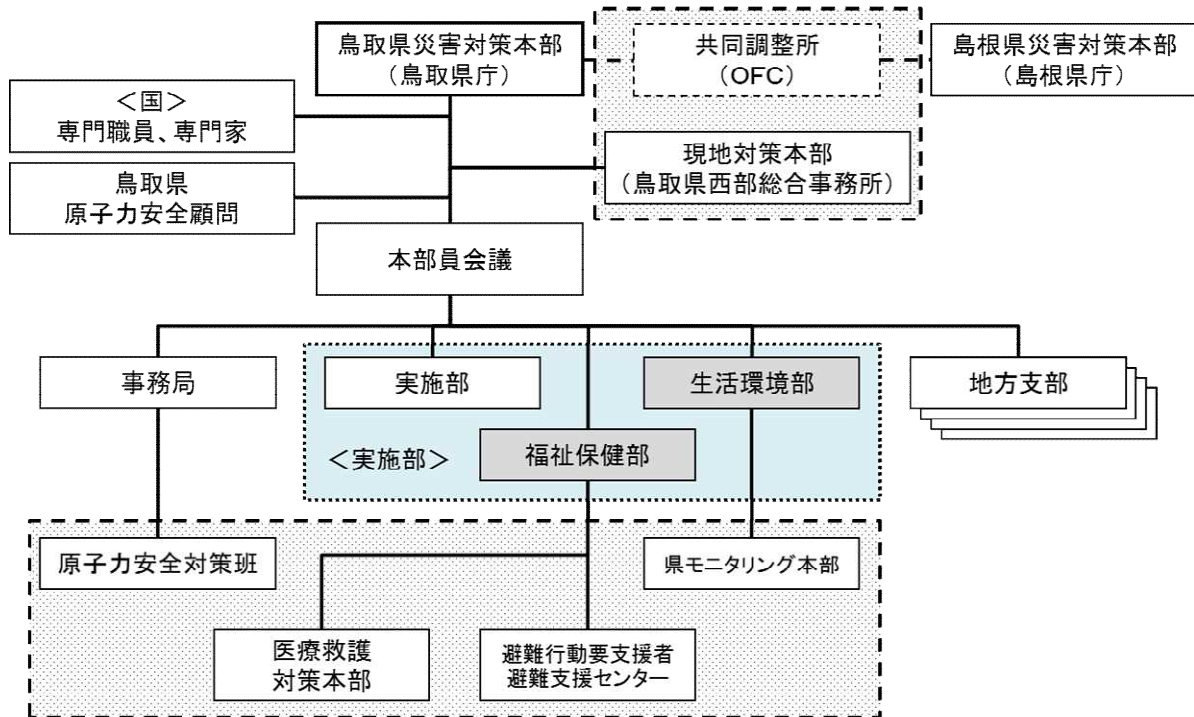 鳥取県災害対策本部
（鳥取県庁）
共同調整所
（OFC）
島根県災害対策本部
（島根県庁）
＜国＞
専門職員、専門家
現地対策本部
（鳥取県西部総合事務所）
鳥取県
原子力安全顧問
本部員会議
事務局
実施部
生活環境部
地方支部
＜実施部＞
福祉保健部
原子力安全対策班
県モニタリング本部
医療救護
対策本部
避難行動要支援者
避難支援センター